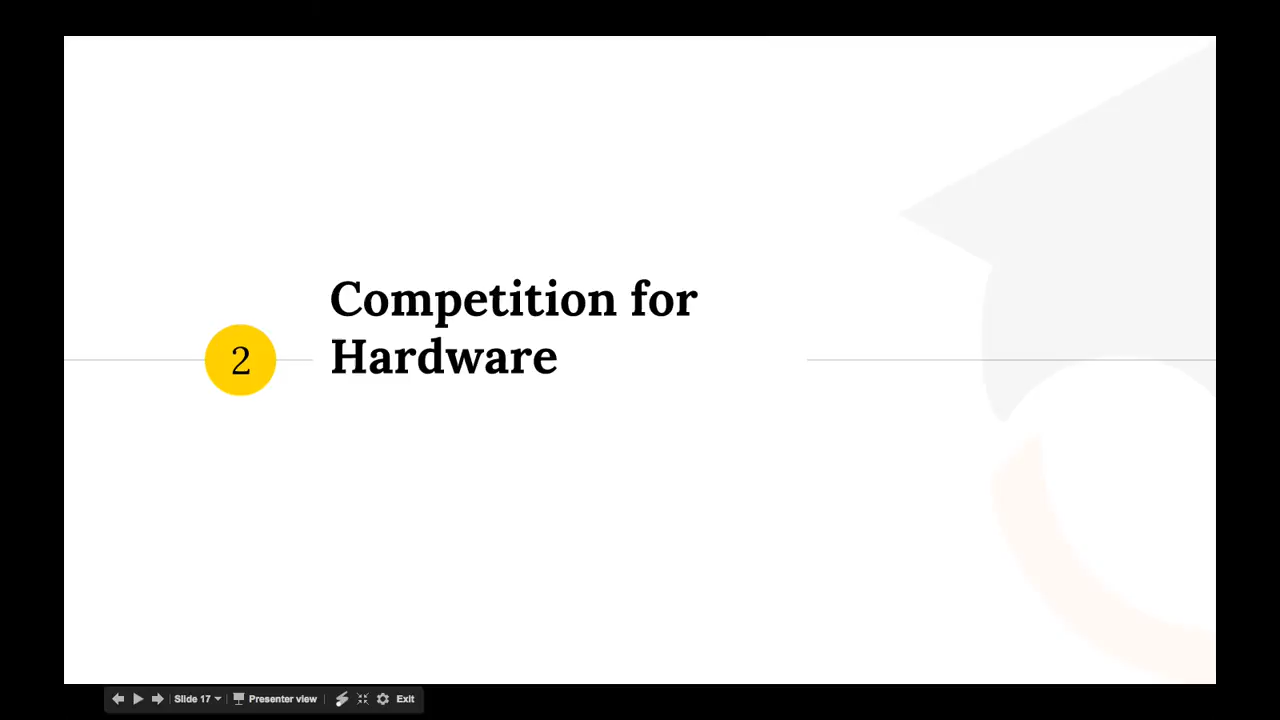 Competition for
2
Hardware
Slide 17
Presenter view
Exit